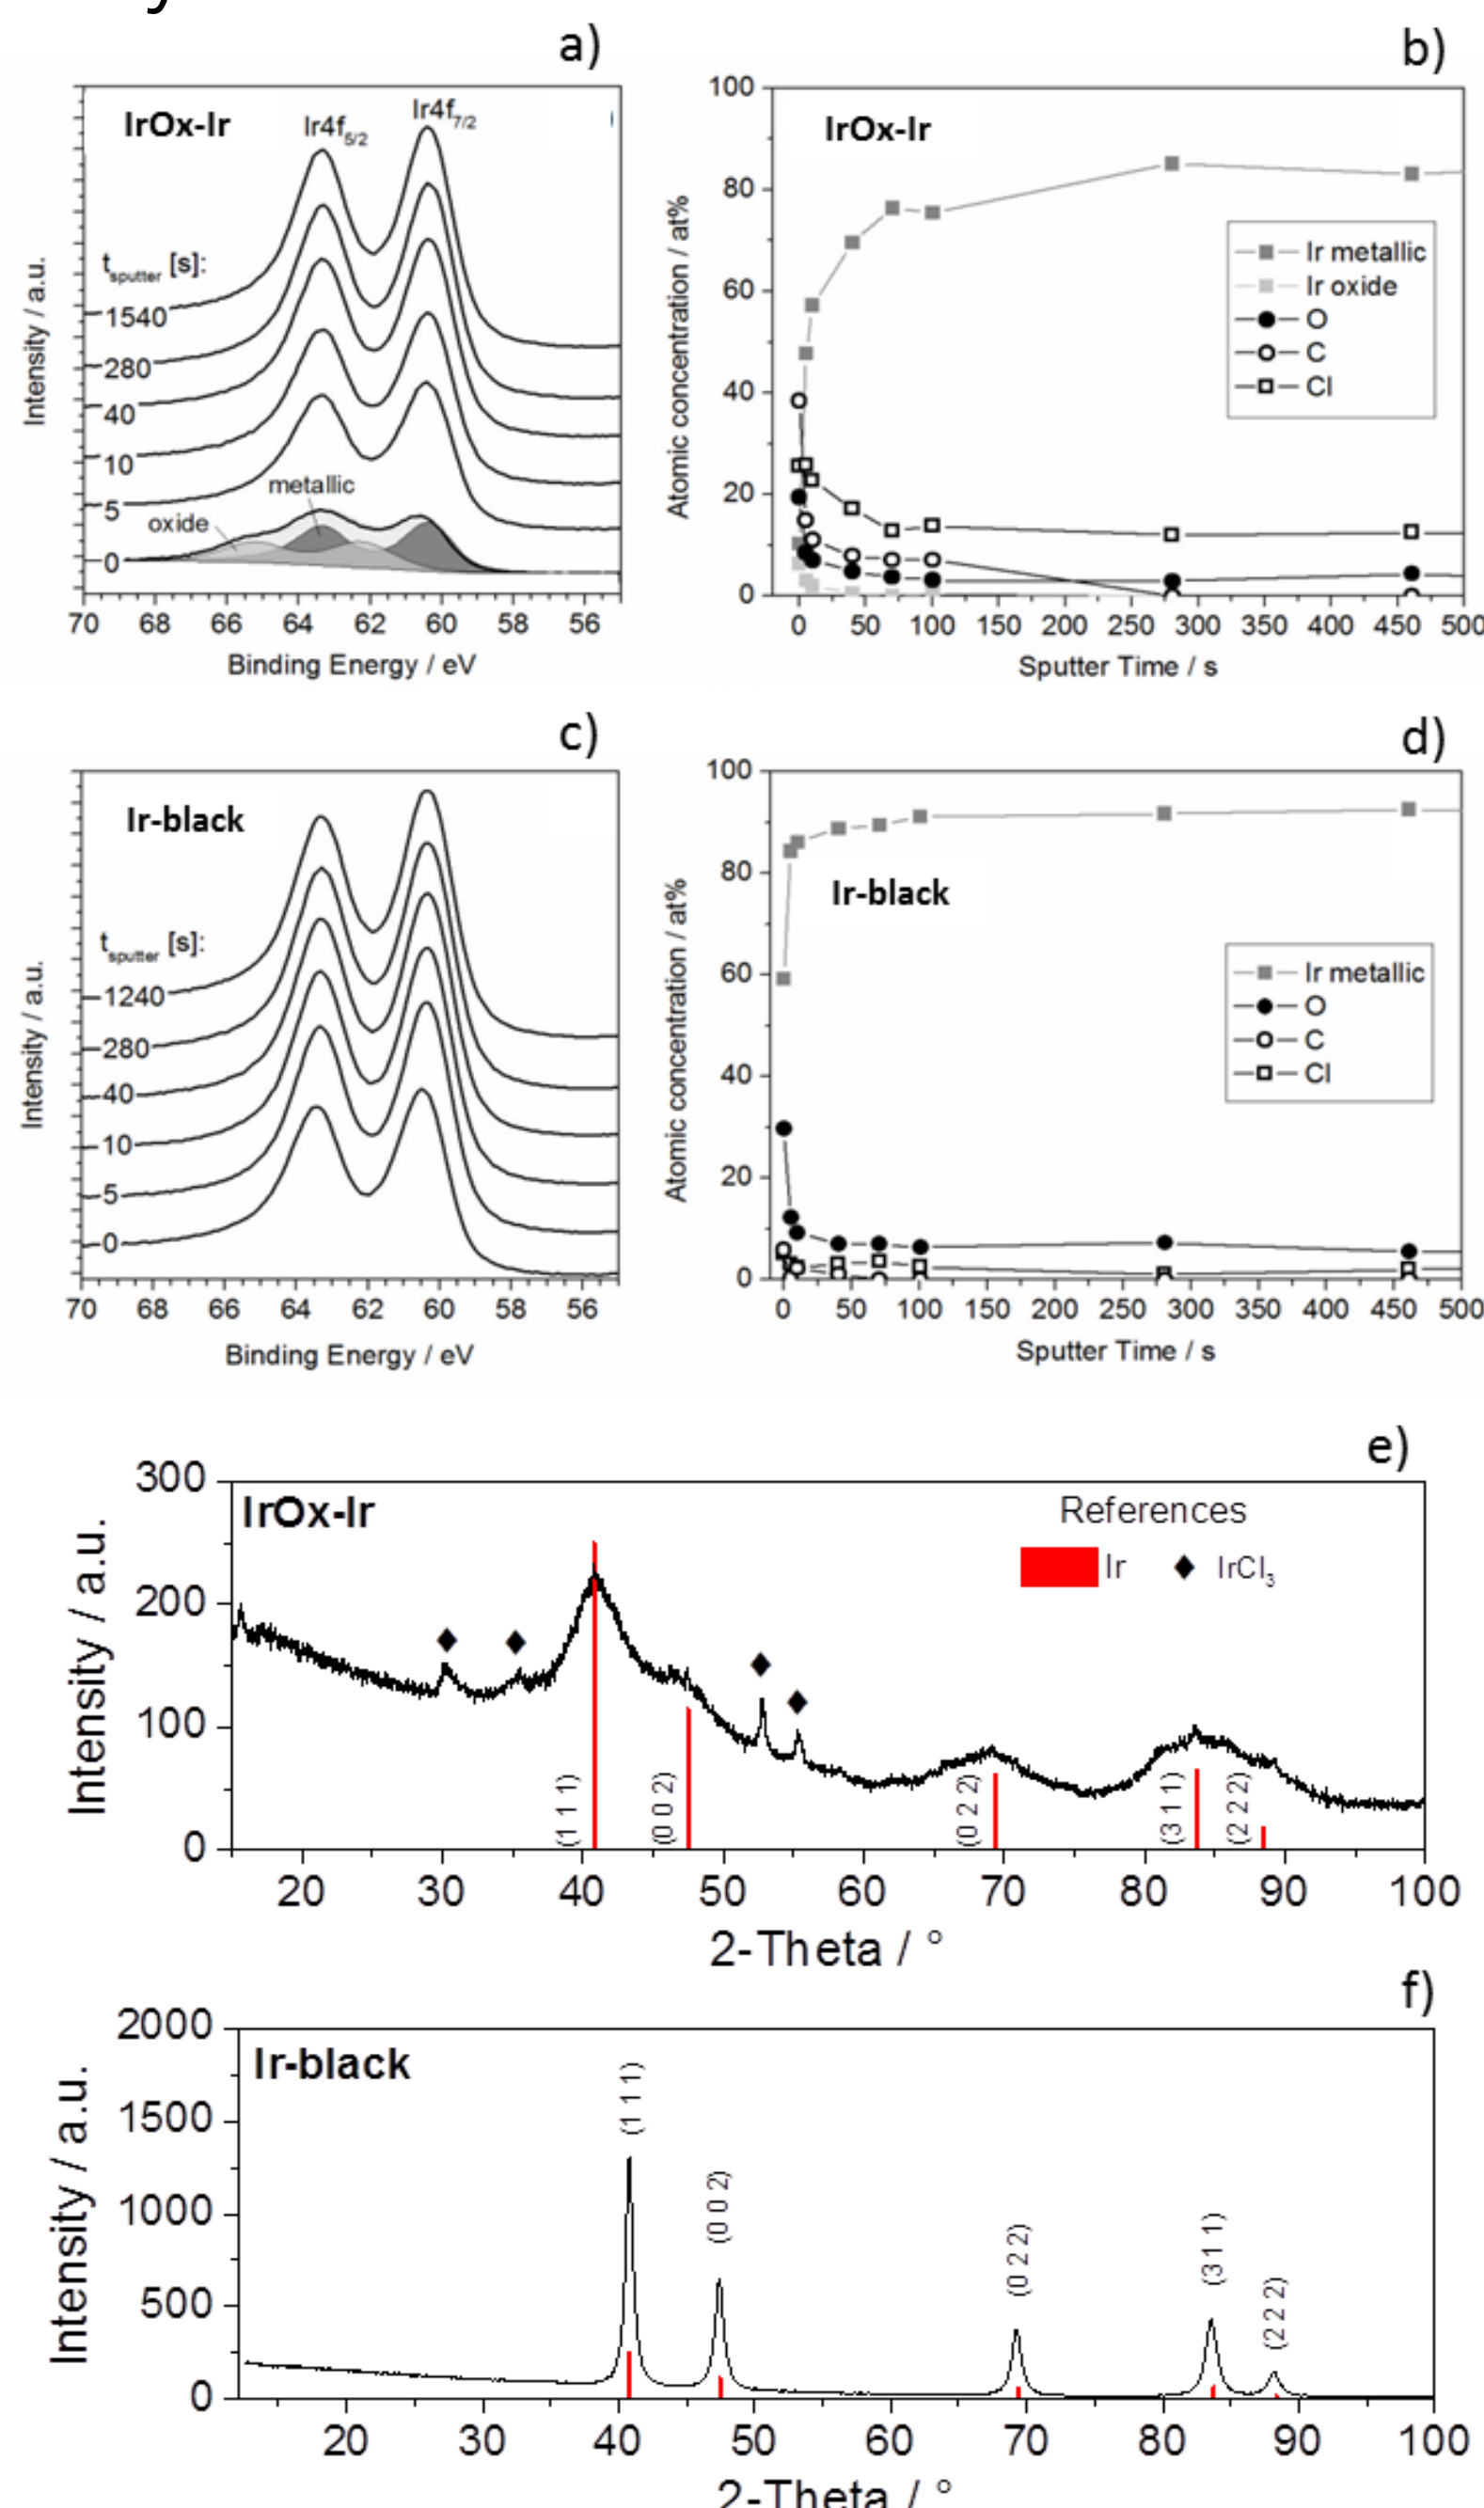 a)
IrOx-Ir
Ir4f5/2
Ir4f7/2
tsputter [s]:
1540
280
40
10
5
0
metallic
oxide
70 68 66 64 62 60 58 56
Binding Energy / eV
Intensity / a.u.
b)
IrOx-Ir
100
80
60
40
20
0
Ir metallic
Ir oxide
O
C
Cl
0 50 100 150 200 250 300 350 400 450 500
Sputter Time / s
Atomic concentration / at%
c)
Ir-black
tsputter [s]:
1240
280
40
10
5
0
70 68 66 64 62 60 58 56
Binding Energy / eV
Intensity / a.u.
d)
Ir-black
100
80
60
40
20
0
Ir metallic
O
C
Cl
0 50 100 150 200 250 300 350 400 450 500
Sputter Time / s
Atomic concentration / at%
e)
IrOx-Ir
References
Ir
IrCl3
300
200
100
0
(1 1 1)
(0 0 2)
(0 2 2)
(3 1 1)
(2 2 2)
20 30 40 50 60 70 80 90 100
2-Theta / °
Intensity / a.u.
f)
Ir-black
2000
1500
1000
500
0
(1 1 1)
(0 0 2)
(0 2 2)
(3 1 1)
(2 2 2)
20 30 40 50 60 70 80 90 100
2-Theta / °
Intensity / a.u.